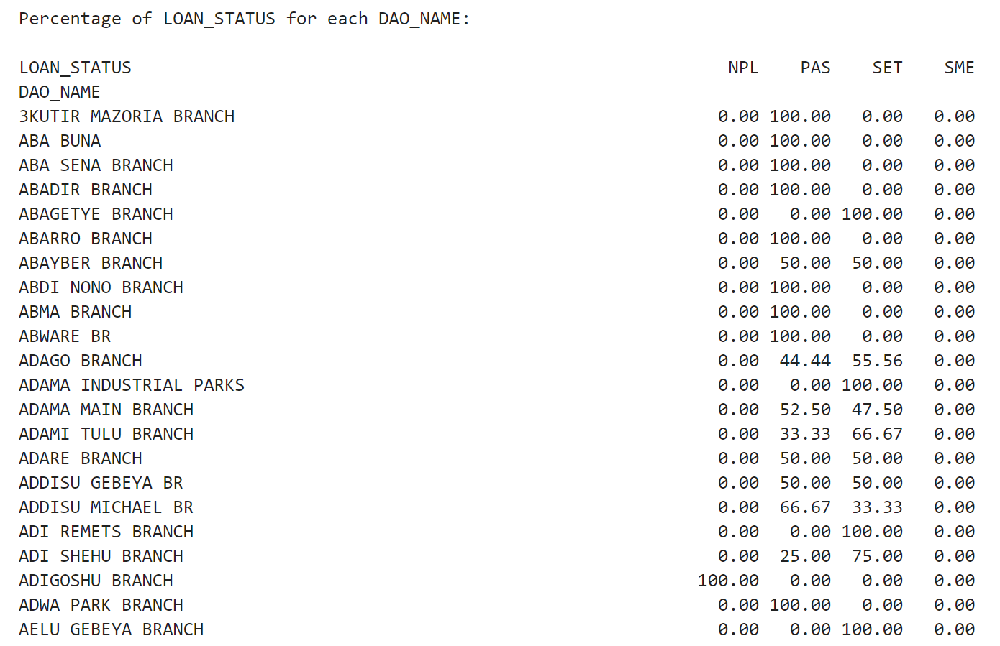 Percentage of LOAN_STATUS for each DAO_NAME:
LOAN_STATUS NPL PAS SET SME
DAO_NAME
3KUTIR MAZORIA BRANCH 0.00 100.00 0.00 0.00
ABA BUNA 0.00 100.00 0.00 0.00
ABA SENA BRANCH 0.00 100.00 0.00 0.00
ABADIR BRANCH 0.00 100.00 0.00 0.00
ABAGETYE BRANCH 0.00 0.00 100.00 0.00
ABARRO BRANCH 0.00 100.00 0.00 0.00
ABAYBER BRANCH 0.00 50.00 50.00 0.00
ABDI NONO BRANCH 0.00 100.00 0.00 0.00
ABMA BRANCH 0.00 100.00 0.00 0.00
ABWARE BR 0.00 100.00 0.00 0.00
ADAGO BRANCH 0.00 44.44 55.56 0.00
ADAMA INDUSTRIAL PARKS 0.00 0.00 100.00 0.00
ADAMA MAIN BRANCH 0.00 52.50 47.50 0.00
ADAMI TULU BRANCH 0.00 33.33 66.67 0.00
ADARE BRANCH 0.00 50.00 50.00 0.00
ADDISU GEBEYA BR 0.00 50.00 50.00 0.00
ADDISU MICHAEL BR 0.00 66.67 33.33 0.00
ADI REMETS BRANCH 0.00 0.00 100.00 0.00
ADI SHEHU BRANCH 0.00 25.00 75.00 0.00
ADIGOSHU BRANCH 100.00 0.00 0.00 0.00
ADWA PARK BRANCH 0.00 100.00 0.00 0.00
AELU GEBEYA BRANCH 0.00 0.00 100.00 0.00